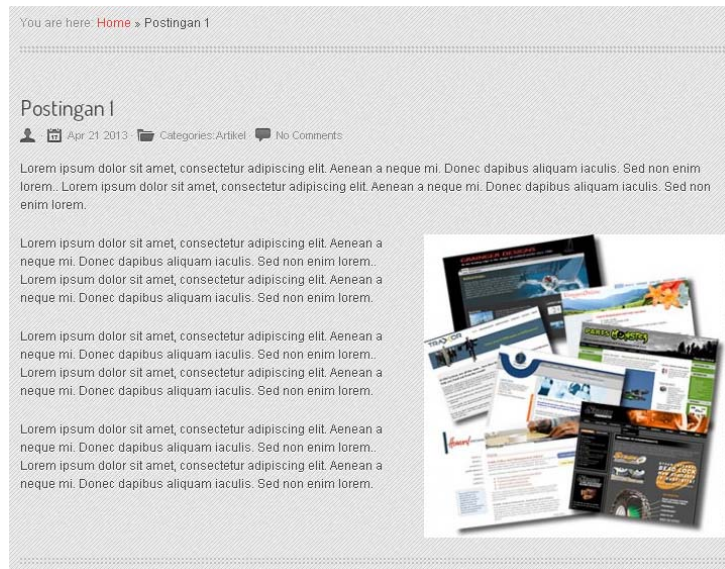 You are here: Home » Postingan 1
Postingan 1
17 Apr 21 2013 · Categories:Artikel · No Comments
Lorem ipsum dolor sit amet, consectetur adipiscing elit. Aenean a neque mi. Donec dapibus aliquam iaculis. Sed non enim
lorem.. Lorem ipsum dolor sit amet, consectetur adipiscing elit. Aenean a neque mi. Donec dapibus aliquam iaculis. Sed non
enim lorem.
Lorem ipsum dolor sit amet, consectetur adipiscing elit. Aenean a
neque mi. Donec dapibus aliquam iaculis. Sed non enim lorem..
Lorem ipsum dolor sit amet, consectetur adipiscing elit. Aenean a
neque mi. Donec dapibus aliquam iaculis. Sed non enim lorem.
Lorem ipsum dolor sit amet, consectetur adipiscing elit. Aenean a
neque mi. Donec dapibus aliquam iaculis. Sed non enim lorem..
Lorem ipsum dolor sit amet, consectetur adipiscing elit. Aenean a
neque mi. Donec dapibus aliquam iaculis. Sed non enim lorem.
Lorem ipsum dolor sit amet, consectetur adipiscing elit. Aenean a
neque mi. Donec dapibus aliquam iaculis. Sed non enim lorem..
Lorem ipsum dolor sit amet, consectetur adipiscing elit. Aenean a
neque mi. Donec dapibus aliquam iaculis. Sed non enim lorem.
TRAXXOR